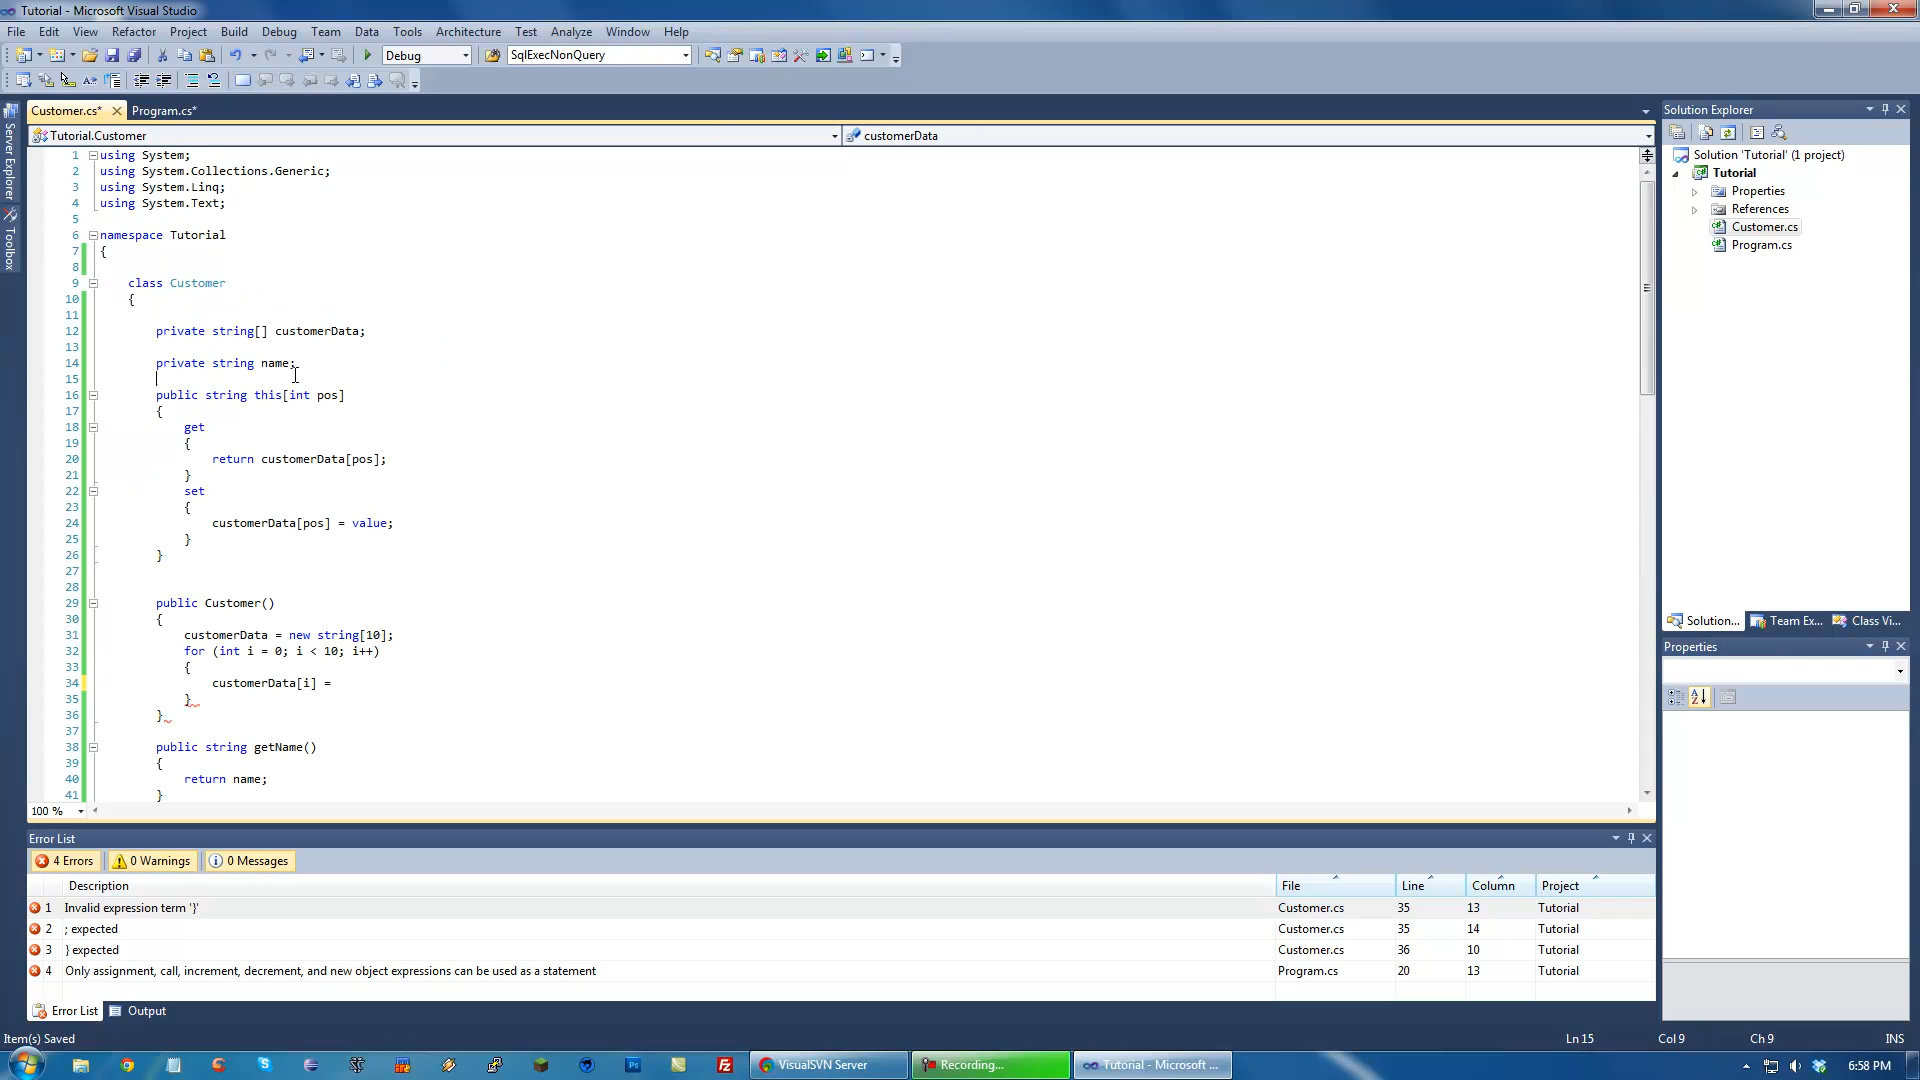 Tutorial - Microsoft Visual Studio
File Edit View Refactor Project Build Debug Team Data Tools Architecture Test Analyze Window Help
Debug SqlExecNonQuery
Customer.cs* Program.cs*
Tutorial.Customer customerData
1 using System;
2 using System.Collections.Generic;
3 using System.Linq;
4 using System.Text;
5
6 namespace Tutorial
7 {
8
9 class Customer
10 {
11
12 private string[] customerData;
13
14 private string name;
15
16 public string this[int pos]
17 {
18 get
19 {
20 return customerData[pos];
21 }
22 set
23 {
24 customerData[pos] = value;
25 }
26 }
27
28
29 public Customer()
30 {
31 customerData = new string[10];
32 for (int i = 0; i < 10; i++)
33 {
34 customerData[i] =
35 }
36 }
37
38 public string getName()
39 {
40 return name;
41 }
100 %
Server Explorer
Toolbox
Solution Explorer
Solution 'Tutorial' (1 project)
Tutorial
Properties
References
Customer.cs
Program.cs
Solution... Team Ex... Class Vi...
Properties
Error List
4 Errors 0 Warnings 0 Messages
Description File Line Column Project
1 Invalid expression term '}' Customer.cs 35 13 Tutorial
2 ; expected Customer.cs 35 14 Tutorial
3 } expected Customer.cs 36 10 Tutorial
4 Only assignment, call, increment, decrement, and new object expressions can be used as a statement Program.cs 20 13 Tutorial
Error List Output
Item(s) Saved Ln 15 Col 9 Ch 9 INS
VisualSVN Server Recording... Tutorial - Microsoft ... 6:58 PM